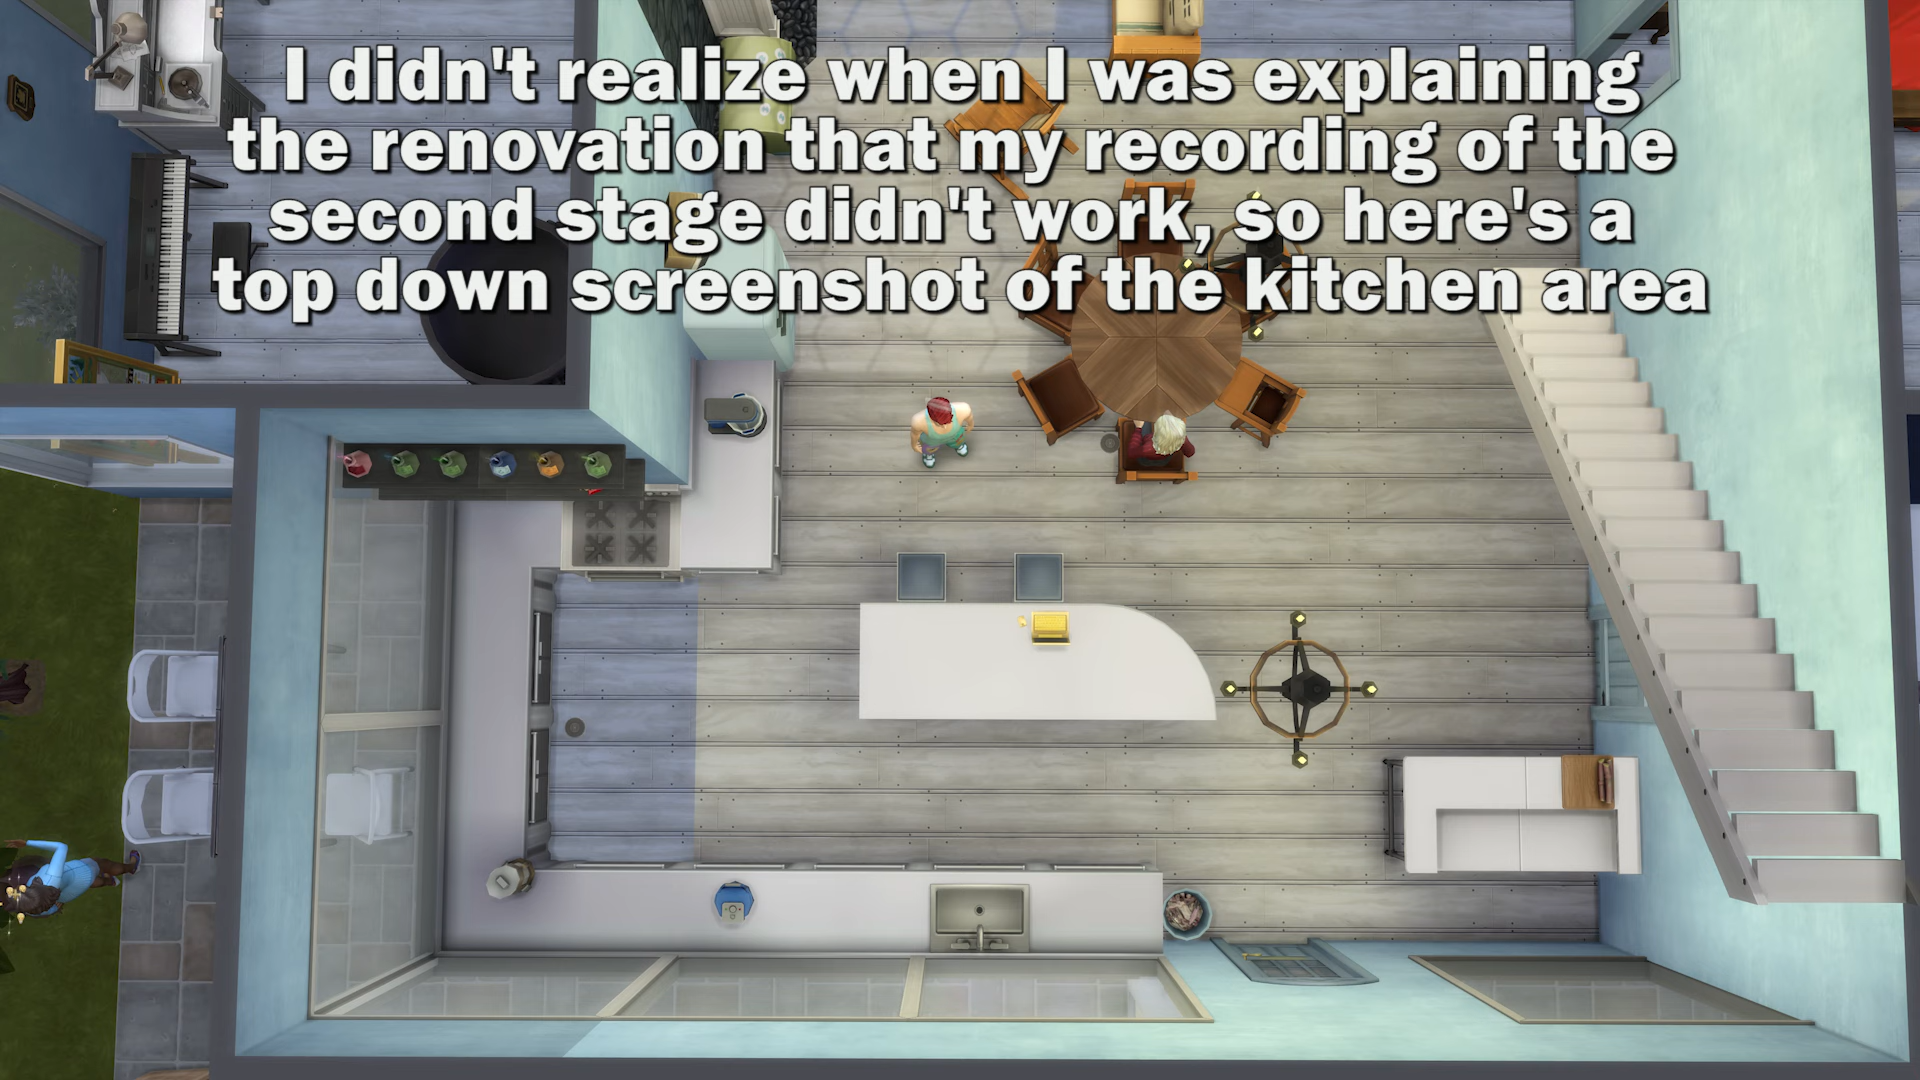 I didn't realize when I was explaining
the renovation that my recording of the
second stage didn't work, so here's a
top down screenshot of the kitchen area